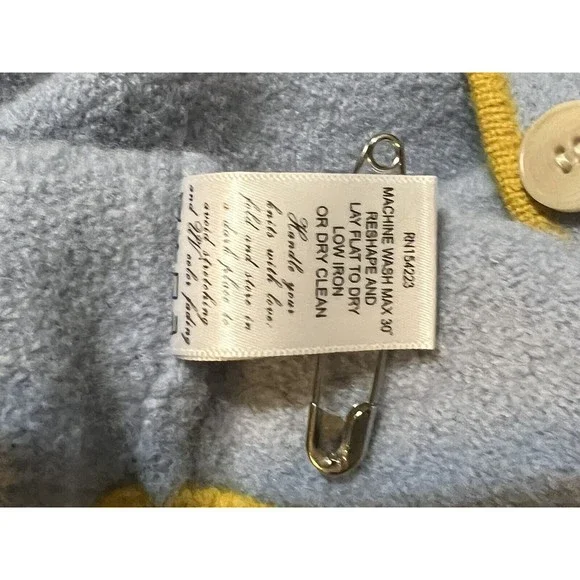 RN154223
MACHINE WASH MAX 30°
RESHAPE AND
LAY FLAT TO DRY
LOW IRON
OR DRY CLEAN
Handle your
knits with love,
fold and store in
a dark place to
avoid stretching
and UV color fading